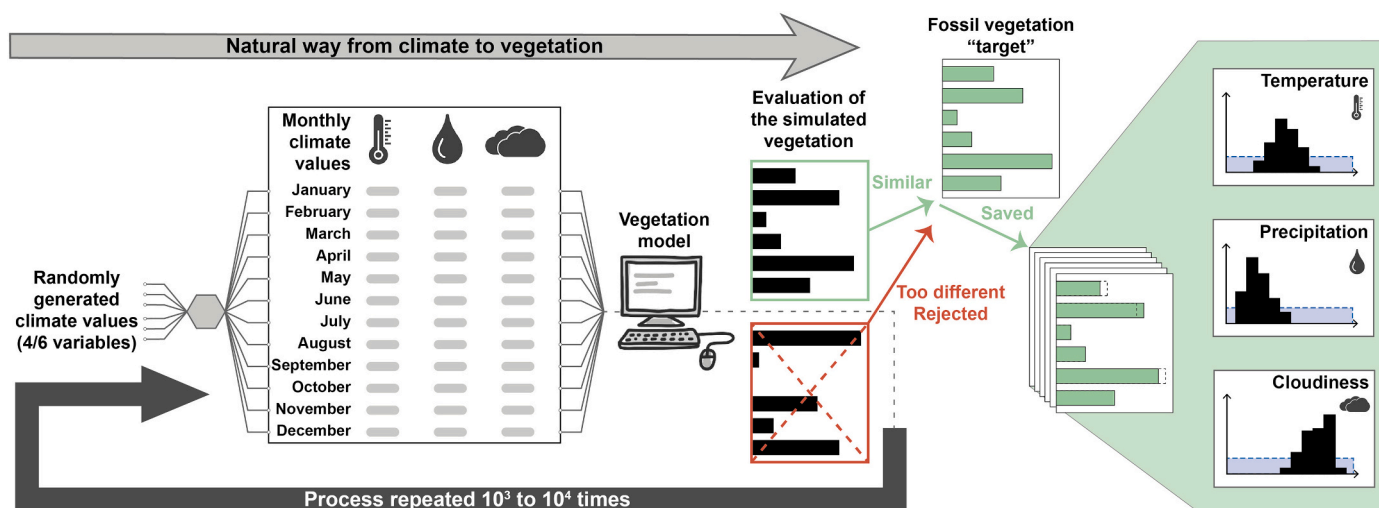 Natural way from climate to vegetation
Fossil vegetation
“target”
Evaluation of
the simulated
vegetation
Monthly
climate
values
January
February
March
April
May
June
July
August
September
October
November
December
Randomly
generated
climate values
(4/6 variables)
Vegetation
model
Similar
Saved
Too different
Rejected
Temperature
Precipitation
Cloudiness
Process repeated 10³ to 10⁴ times